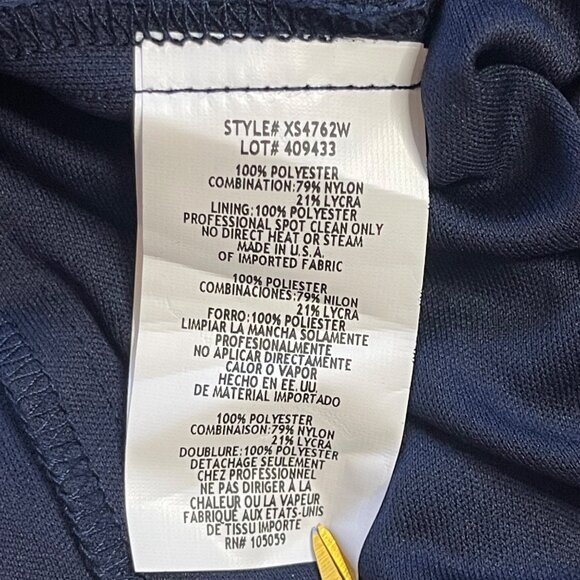 STYLE# XS4762W
LOT# 409433
100% POLYESTER
COMBINATION:79% NYLON
21% LYCRA
LINING:100% POLYESTER
PROFESSIONAL SPOT CLEAN ONLY
NO DIRECT HEAT OR STEAM
MADE IN U.S.A.
OF IMPORTED FABRIC
100% POLIESTER
COMBINACIONES:79% NILON
21% LYCRA
FORRO:100% POLIESTER
LIMPIAR LA MANCHA SOLAMENTE
PROFESIONALMENTE
NO APLICAR DIRECTAMENTE
CALOR O VAPOR
HECHO EN EE.UU.
DE MATERIAL IMPORTADO
100% POLYESTER
COMBINAISON:79% NYLON
21% LYCRA
DOUBLURE:100% POLYESTER
DETACHAGE SEULEMENT
CHEZ PROFESSIONNEL
NE PAS DIRIGER À LA
CHALEUR OU LA VAPEUR
FABRIQUÉ AUX ÉTATS-UNIS
DE TISSU IMPORTE
RN# 105059